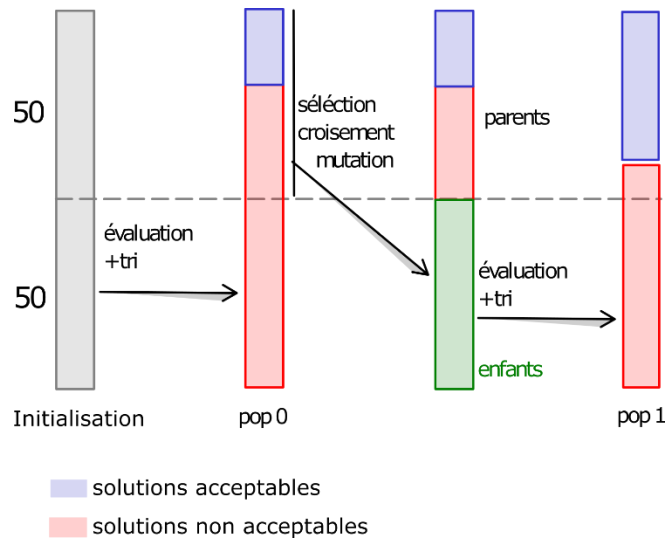 50
séléction
croisement
mutation
parents
évaluation
+tri
50
évaluation
+tri
enfants
Initialisation
pop 0
pop 1
solutions acceptables
solutions non acceptables